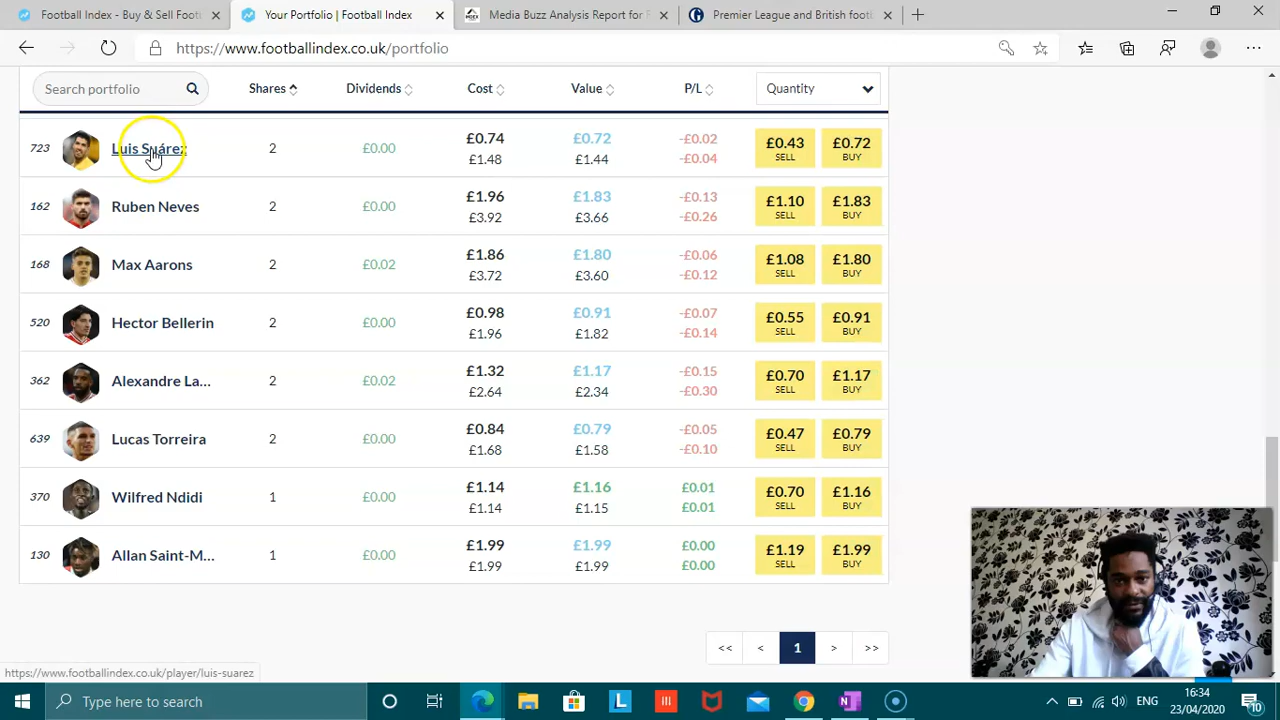 Football Index - Buy & Sell Foot
Your Portfolio | Football Index
Media Buzz Analysis Report for F
Premier League and British footb
https://www.footballindex.co.uk/portfolio
Search portfolio Shares Dividends Cost Value P/L Quantity
723 Luis Suárez 2 £0.00 £0.74 £0.72 -£0.02 £0.43 £0.72
£1.48 £1.44 -£0.04 SELL BUY
162 Ruben Neves 2 £0.00 £1.96 £1.83 -£0.13 £1.10 £1.83
£3.92 £3.66 -£0.26 SELL BUY
168 Max Aarons 2 £0.02 £1.86 £1.80 -£0.06 £1.08 £1.80
£3.72 £3.60 -£0.12 SELL BUY
520 Hector Bellerin 2 £0.00 £0.98 £0.91 -£0.07 £0.55 £0.91
£1.96 £1.82 -£0.14 SELL BUY
362 Alexandre La... 2 £0.02 £1.32 £1.17 -£0.15 £0.70 £1.17
£2.64 £2.34 -£0.30 SELL BUY
639 Lucas Torreira 2 £0.00 £0.84 £0.79 -£0.05 £0.47 £0.79
£1.68 £1.58 -£0.10 SELL BUY
370 Wilfred Ndidi 1 £0.00 £1.14 £1.16 £0.01 £0.70 £1.16
£1.14 £1.15 £0.01 SELL BUY
130 Allan Saint-M... 1 £0.00 £1.99 £1.99 £0.00 £1.19 £1.99
£1.99 £1.99 £0.00 SELL BUY
<< < 1 > >>
https://www.footballindex.co.uk/player/luis-suarez
Type here to search
ENG
16:34
23/04/2020
10